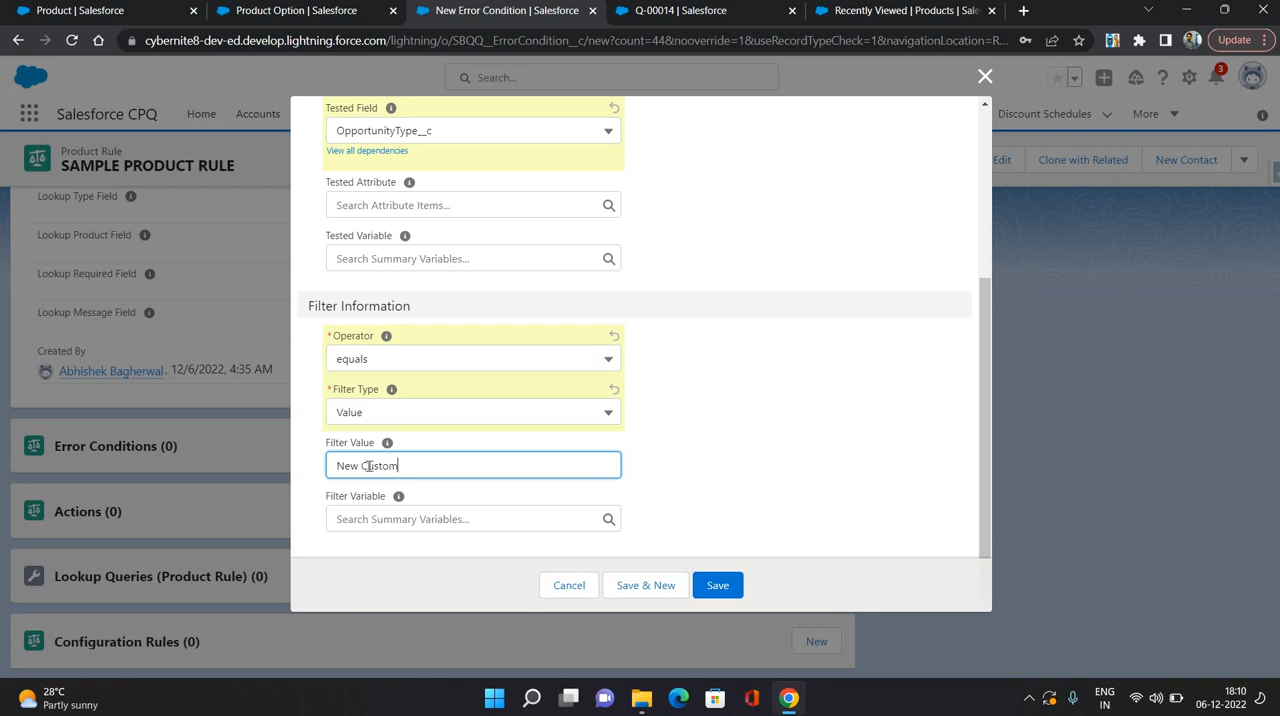 Product | Salesforce
Product Option | Salesforce
New Error Condition | Salesforce
Q-00014 | Salesforce
Recently Viewed | Products | Sale
cybernite8-dev-ed.develop.lightning.force.com/lightning/o/SBQQ__ErrorCondition__c/new?count=44&nooverride=1&useRecordTypeCheck=1&navigationLocation=R...
Update
Search...
3
Salesforce CPQ
Home
Accounts
Discount Schedules
More
Product Rule
SAMPLE PRODUCT RULE
Edit
Clone with Related
New Contact
Lookup Type Field
Lookup Product Field
Lookup Required Field
Lookup Message Field
Created By
Abhishek Bagherwal, 12/6/2022, 4:35 AM
Error Conditions (0)
Actions (0)
Lookup Queries (Product Rule) (0)
Configuration Rules (0)
New
Tested Field
OpportunityType__c
View all dependencies
Tested Attribute
Search Attribute Items...
Tested Variable
Search Summary Variables...
Filter Information
*Operator
equals
*Filter Type
Value
Filter Value
New Custom
Filter Variable
Search Summary Variables...
Cancel
Save & New
Save
28°C
Partly sunny
ENG
IN
18:10
06-12-2022